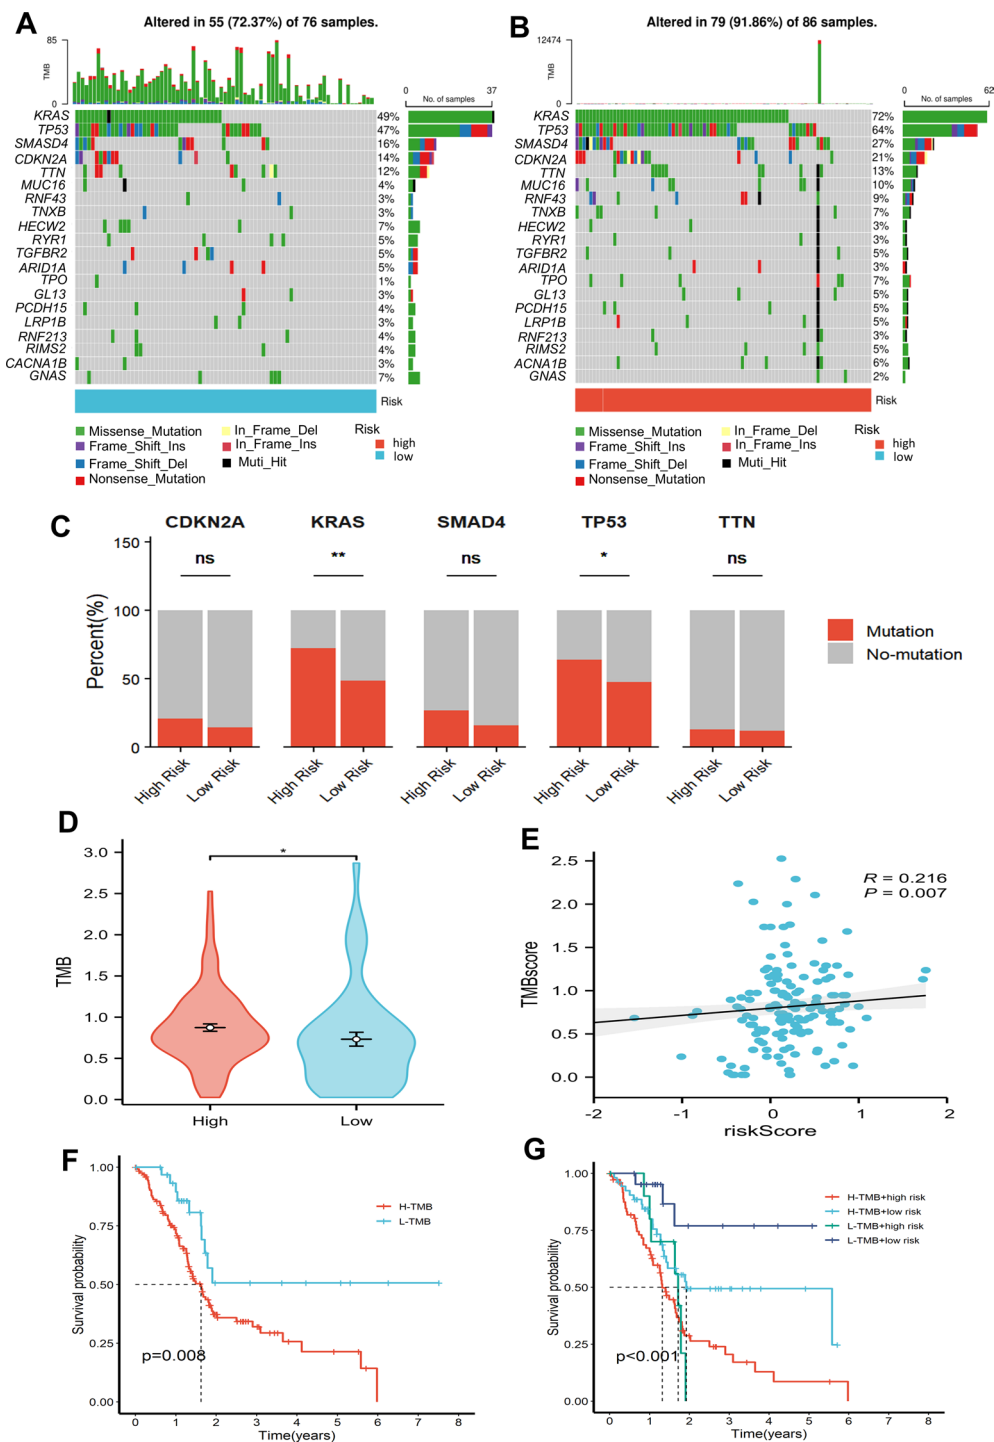 A
Altered in 55 (72.37%) of 76 samples.
85
TMB
0
0 37
No. of samples
KRAS 49%
TP53 47%
SMASD4 16%
CDKN2A 14%
TTN 12%
MUC16 4%
RNF43 3%
TNXB 3%
HECW2 7%
RYR1 5%
TGFBR2 5%
ARID1A 5%
TPO 1%
GL13 3%
PCDH15 4%
LRP1B 3%
RNF213 4%
RIMS2 4%
CACNA1B 3%
GNAS 7%
Risk
Missense_Mutation
Frame_Shift_Ins
Frame_Shift_Del
Nonsense_Mutation
In_Frame_Del
In_Frame_Ins
Muti_Hit
Risk
high
low
B
Altered in 79 (91.86%) of 86 samples.
12474
TMB
0
0 62
No. of samples
KRAS 72%
TP53 64%
SMASD4 27%
CDKN2A 21%
TTN 13%
MUC16 10%
RNF43 9%
TNXB 7%
HECW2 3%
RYR1 3%
TGFBR2 5%
ARID1A 3%
TPO 7%
GL13 5%
PCDH15 5%
LRP1B 5%
RNF213 3%
RIMS2 5%
ACNA1B 6%
GNAS 2%
Risk
Missense_Mutation
Frame_Shift_Ins
Frame_Shift_Del
Nonsense_Mutation
In_Frame_Del
In_Frame_Ins
Muti_Hit
Risk
high
low
C
CDKN2A KRAS SMAD4 TP53 TTN
ns ** ns * ns
Percent(%)
150
100
50
0
High Risk Low Risk High Risk Low Risk High Risk Low Risk High Risk Low Risk High Risk Low Risk
Mutation
No-mutation
D
*
TMB
3.0
2.5
2.0
1.5
1.0
0.5
0.0
High Low
E
R = 0.216
P = 0.007
TMBscore
2.5
2.0
1.5
1.0
0.5
0.0
-2 -1 0 1 2
riskScore
F
Survival probability
1.00
0.75
0.50
0.25
0.00
H-TMB
L-TMB
p=0.008
0 1 2 3 4 5 6 7 8
Time(years)
G
Survival probability
1.00
0.75
0.50
0.25
0.00
H-TMB+high risk
H-TMB+low risk
L-TMB+high risk
L-TMB+low risk
p<0.001
0 1 2 3 4 5 6 7 8
Time(years)